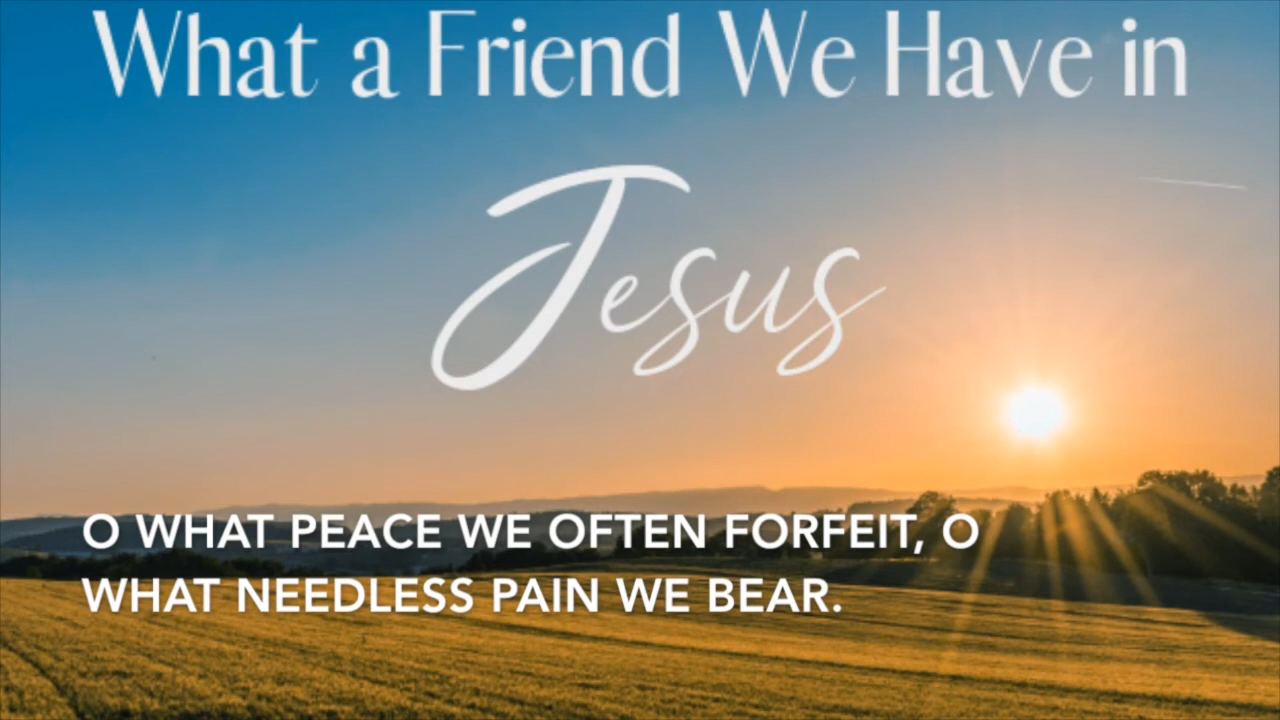 What a Friend We Have in
Jesus
O WHAT PEACE WE OFTEN FORFEIT, O
WHAT NEEDLESS PAIN WE BEAR.